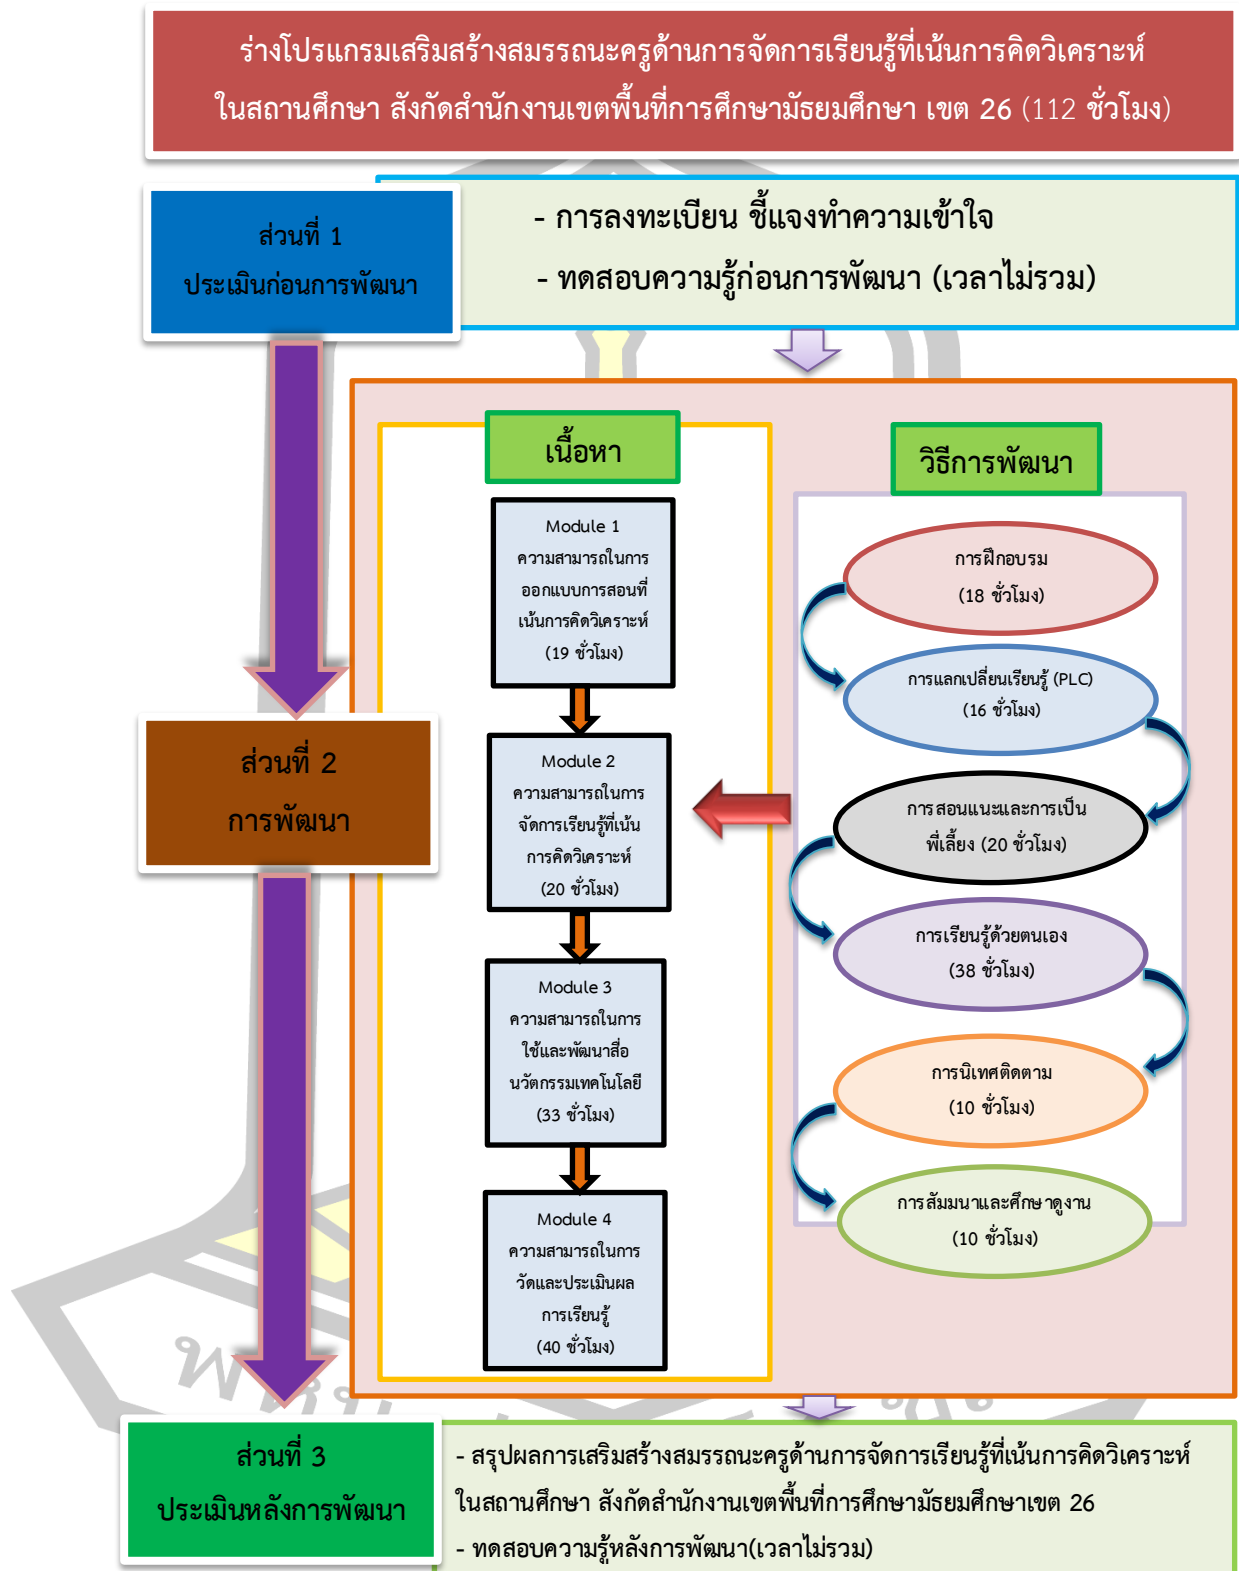 ร่างโปรแกรมเสริมสร้างสมรรถนะครูด้านการจัดการเรียนรู้ที่เน้นการคิดวิเคราะห์
ในสถานศึกษา สังกัดสำนักงานเขตพื้นที่การศึกษามัธยมศึกษา เขต 26 (112 ชั่วโมง)
ส่วนที่ 1
ประเมินก่อนการพัฒนา
- การลงทะเบียน ชี้แจงทำความเข้าใจ
- ทดสอบความรู้ก่อนการพัฒนา (เวลาไม่รวม)
ส่วนที่ 2
การพัฒนา
เนื้อหา
Module 1
ความสามารถในการ
ออกแบบการสอนที่
เน้นการคิดวิเคราะห์
(19 ชั่วโมง)
Module 2
ความสามารถในการ
จัดการเรียนรู้ที่เน้น
การคิดวิเคราะห์
(20 ชั่วโมง)
Module 3
ความสามารถในการ
ใช้และพัฒนาสื่อ
นวัตกรรมเทคโนโลยี
(33 ชั่วโมง)
Module 4
ความสามารถในการ
วัดและประเมินผล
การเรียนรู้
(40 ชั่วโมง)
วิธีการพัฒนา
การฝึกอบรม
(18 ชั่วโมง)
การแลกเปลี่ยนเรียนรู้ (PLC)
(16 ชั่วโมง)
การสอนแนะและการเป็น
พี่เลี้ยง (20 ชั่วโมง)
การเรียนรู้ด้วยตนเอง
(38 ชั่วโมง)
การนิเทศติดตาม
(10 ชั่วโมง)
การสัมมนาและศึกษาดูงาน
(10 ชั่วโมง)
ส่วนที่ 3
ประเมินหลังการพัฒนา
- สรุปผลการเสริมสร้างสมรรถนะครูด้านการจัดการเรียนรู้ที่เน้นการคิดวิเคราะห์
ในสถานศึกษา สังกัดสำนักงานเขตพื้นที่การศึกษามัธยมศึกษาเขต 26
- ทดสอบความรู้หลังการพัฒนา(เวลาไม่รวม)